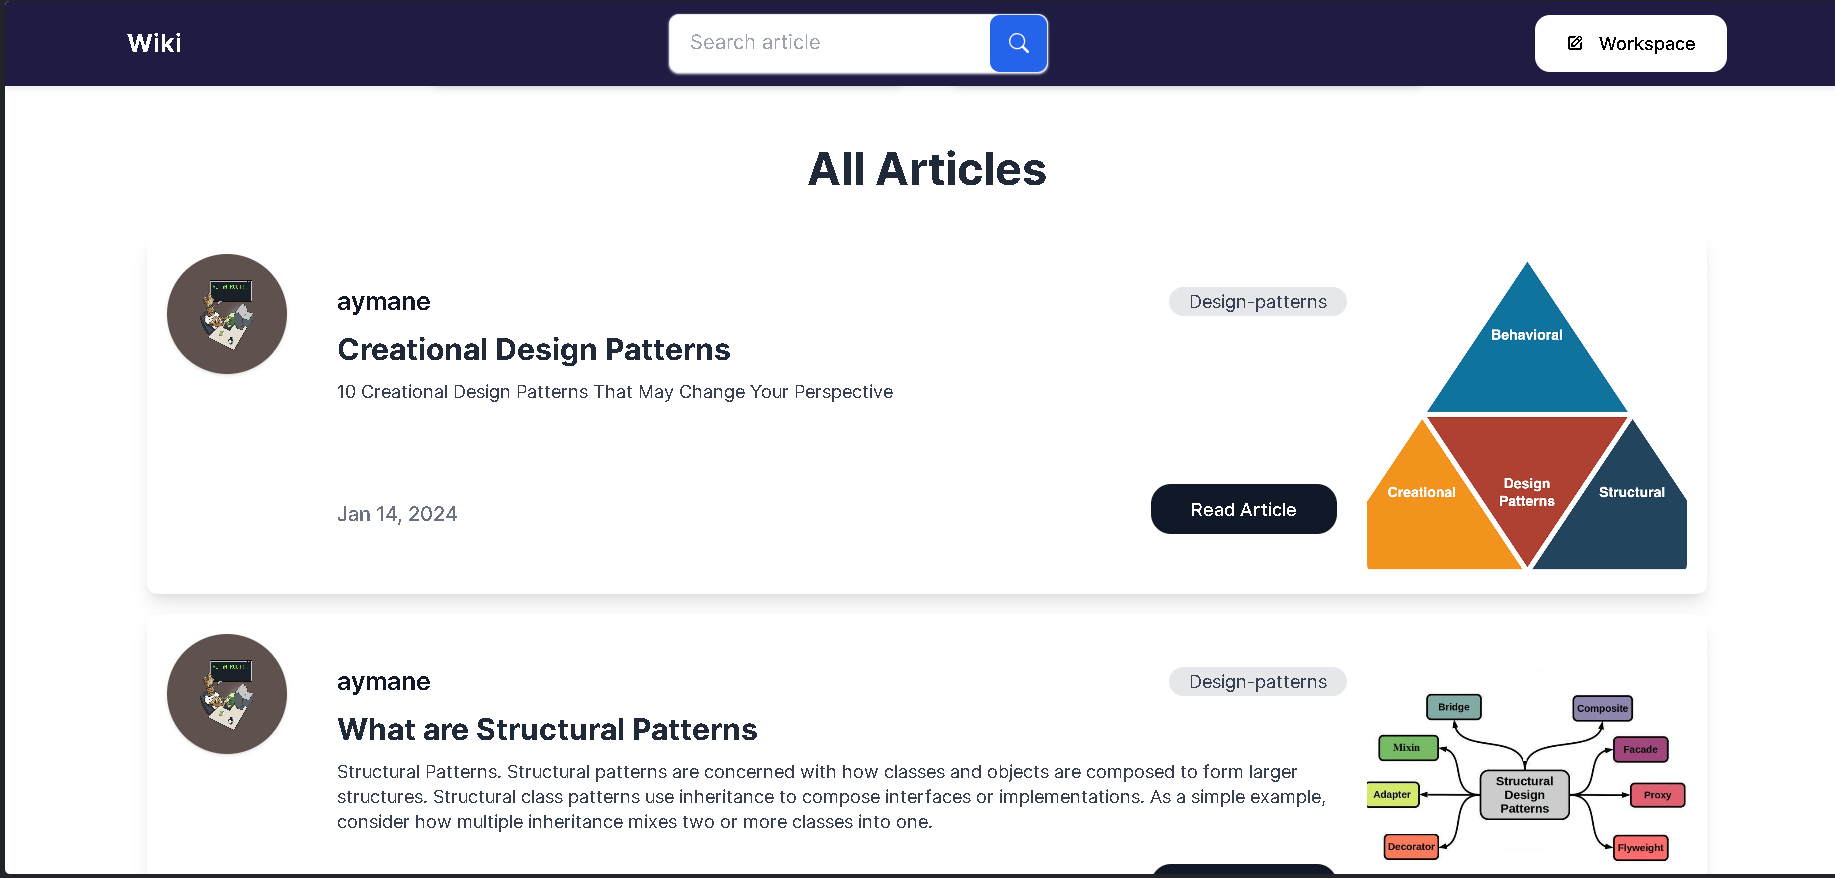 Wiki
Search article
Workspace
All Articles
aymane
Design-patterns
Creational Design Patterns
10 Creational Design Patterns That May Change Your Perspective
Jan 14, 2024
Read Article
Behavioral
Creational
Design
Patterns
Structural
aymane
Design-patterns
What are Structural Patterns
Structural Patterns. Structural patterns are concerned with how classes and objects are composed to form larger
structures. Structural class patterns use inheritance to compose interfaces or implementations. As a simple example,
consider how multiple inheritance mixes two or more classes into one.
Bridge
Composite
Mixin
Facade
Structural
Design
Patterns
Adapter
Proxy
Decorator
Flyweight